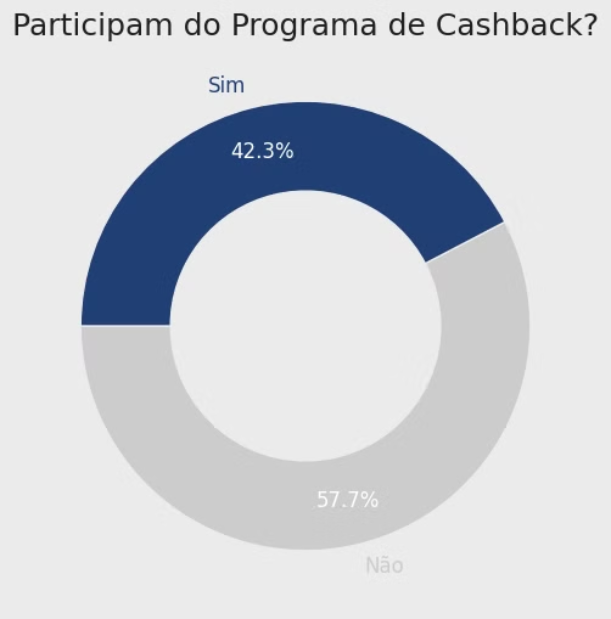 Participam do Programa de Cashback?
Sim
42.3%
57.7%
Não